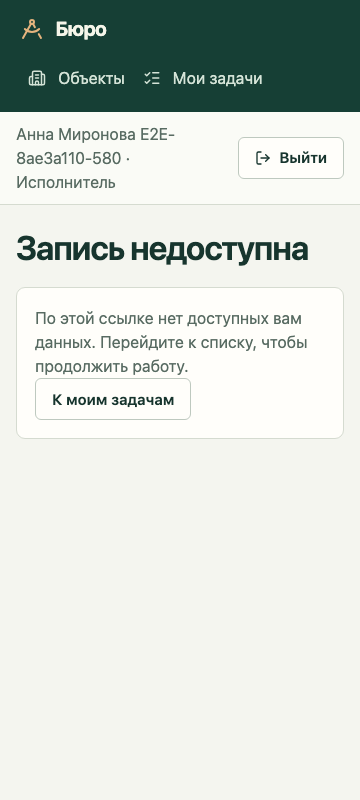 Бюро
Объекты
Мои задачи
Анна Миронова E2E-
8ae3a110-580 ·
Исполнитель
Выйти
Запись недоступна
По этой ссылке нет доступных вам
данных. Перейдите к списку, чтобы
продолжить работу.
К моим задачам